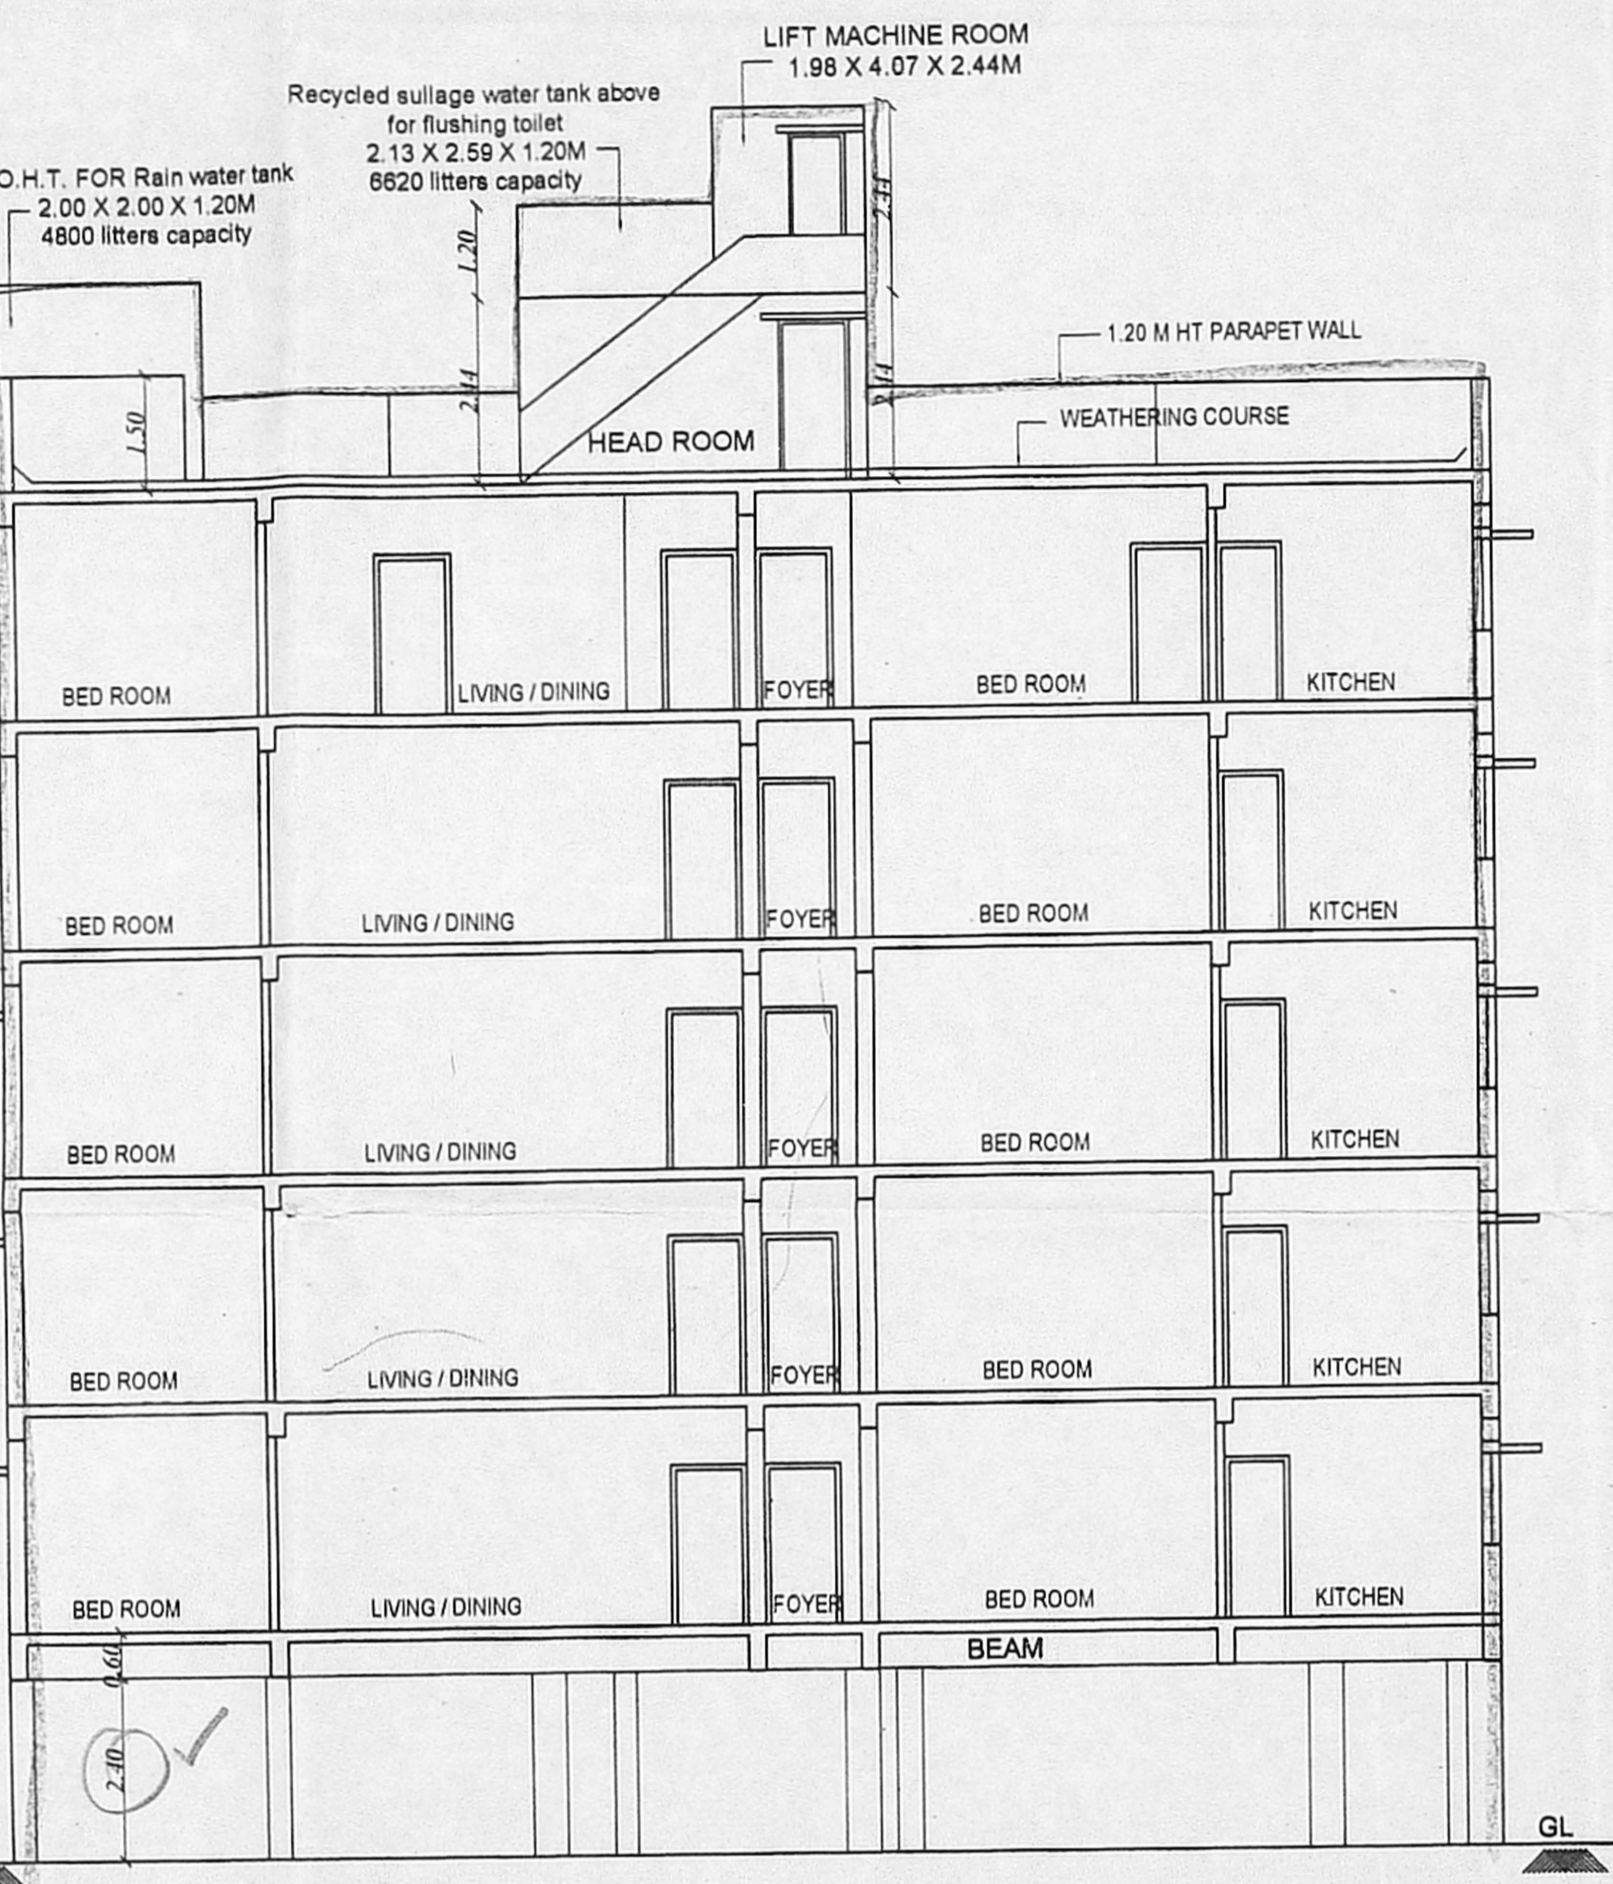 LIFT MACHINE ROOM
1.98 X 4.07 X 2.44M
Recycled sullage water tank above
for flushing toilet
2.13 X 2.59 X 1.20M
6620 litters capacity
O.H.T. FOR Rain water tank
2.00 X 2.00 X 1.20M
4800 litters capacity
1.20
2.44
1.20 M HT PARAPET WALL
2.44
2.44
1.50
WEATHERING COURSE
HEAD ROOM
BED ROOM LIVING / DINING FOYER BED ROOM KITCHEN
BED ROOM LIVING / DINING FOYER BED ROOM KITCHEN
BED ROOM LIVING / DINING FOYER BED ROOM KITCHEN
BED ROOM LIVING / DINING FOYER BED ROOM KITCHEN
BED ROOM LIVING / DINING FOYER BED ROOM KITCHEN
0.60
BEAM
2.40
GL